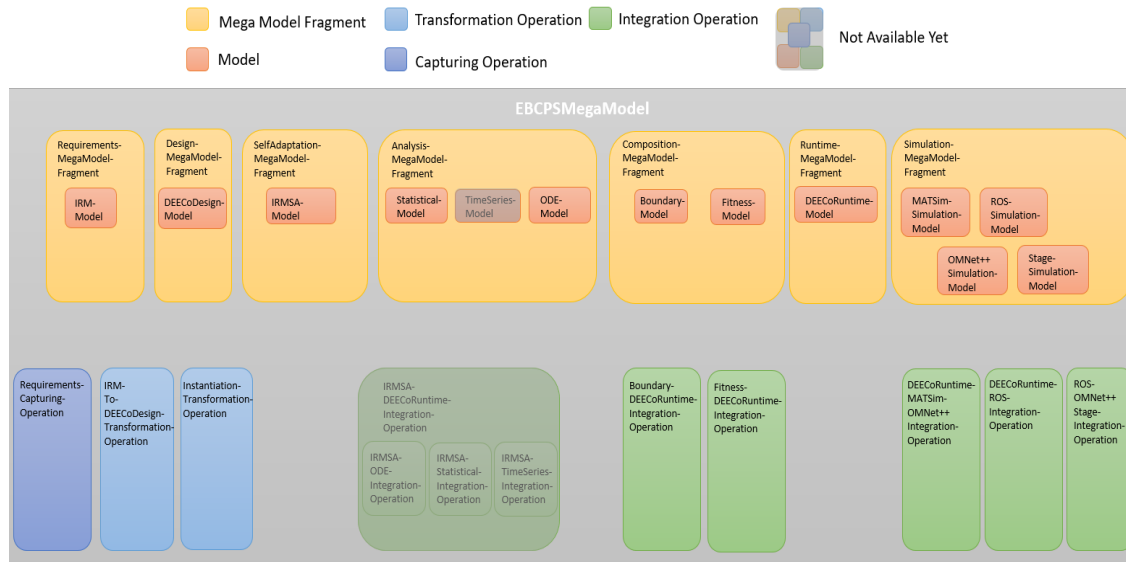 Mega Model Fragment
Transformation Operation
Integration Operation
Not Available Yet
Model
Capturing Operation
EBCPSMegaModel
Requirements-
MegaModel-
Fragment
IRM-
Model
Design-
MegaModel-
Fragment
DEECoDesign-
Model
SelfAdaptation-
MegaModel-
Fragment
IRMSA-
Model
Analysis-
MegaModel-
Fragment
Statistical-
Model
TimeSeries-
Model
ODE-
Model
Composition-
MegaModel-
Fragment
Boundary-
Model
Fitness-
Model
Runtime-
MegaModel-
Fragment
DEECoRuntime-
Model
Simulation-
MegaModel-
Fragment
MATSim-
Simulation-
Model
ROS-
Simulation-
Model
OMNet++
Simulation-
Model
Stage-
Simulation-
Model
Requirements-
Capturing-
Operation
IRM-
To-
DEECoDesign-
Transformation-
Operation
Instantiation-
Transformation-
Operation
IRMSA-
DEECoRuntime-
Integration-
Operation
IRMSA-
ODE-
Integration-
Operation
IRMSA-
Statistical-
Integration-
Operation
IRMSA-
TimeSeries-
Integration-
Operation
Boundary-
DEECoRuntime-
Integration-
Operation
Fitness-
DEECoRuntime-
Integration-
Operation
DEECoRuntime-
MATSim-
OMNet++
Integration-
Operation
DEECoRuntime-
ROS-
Integration-
Operation
ROS-
OMNet++
Stage-
Integration-
Operation